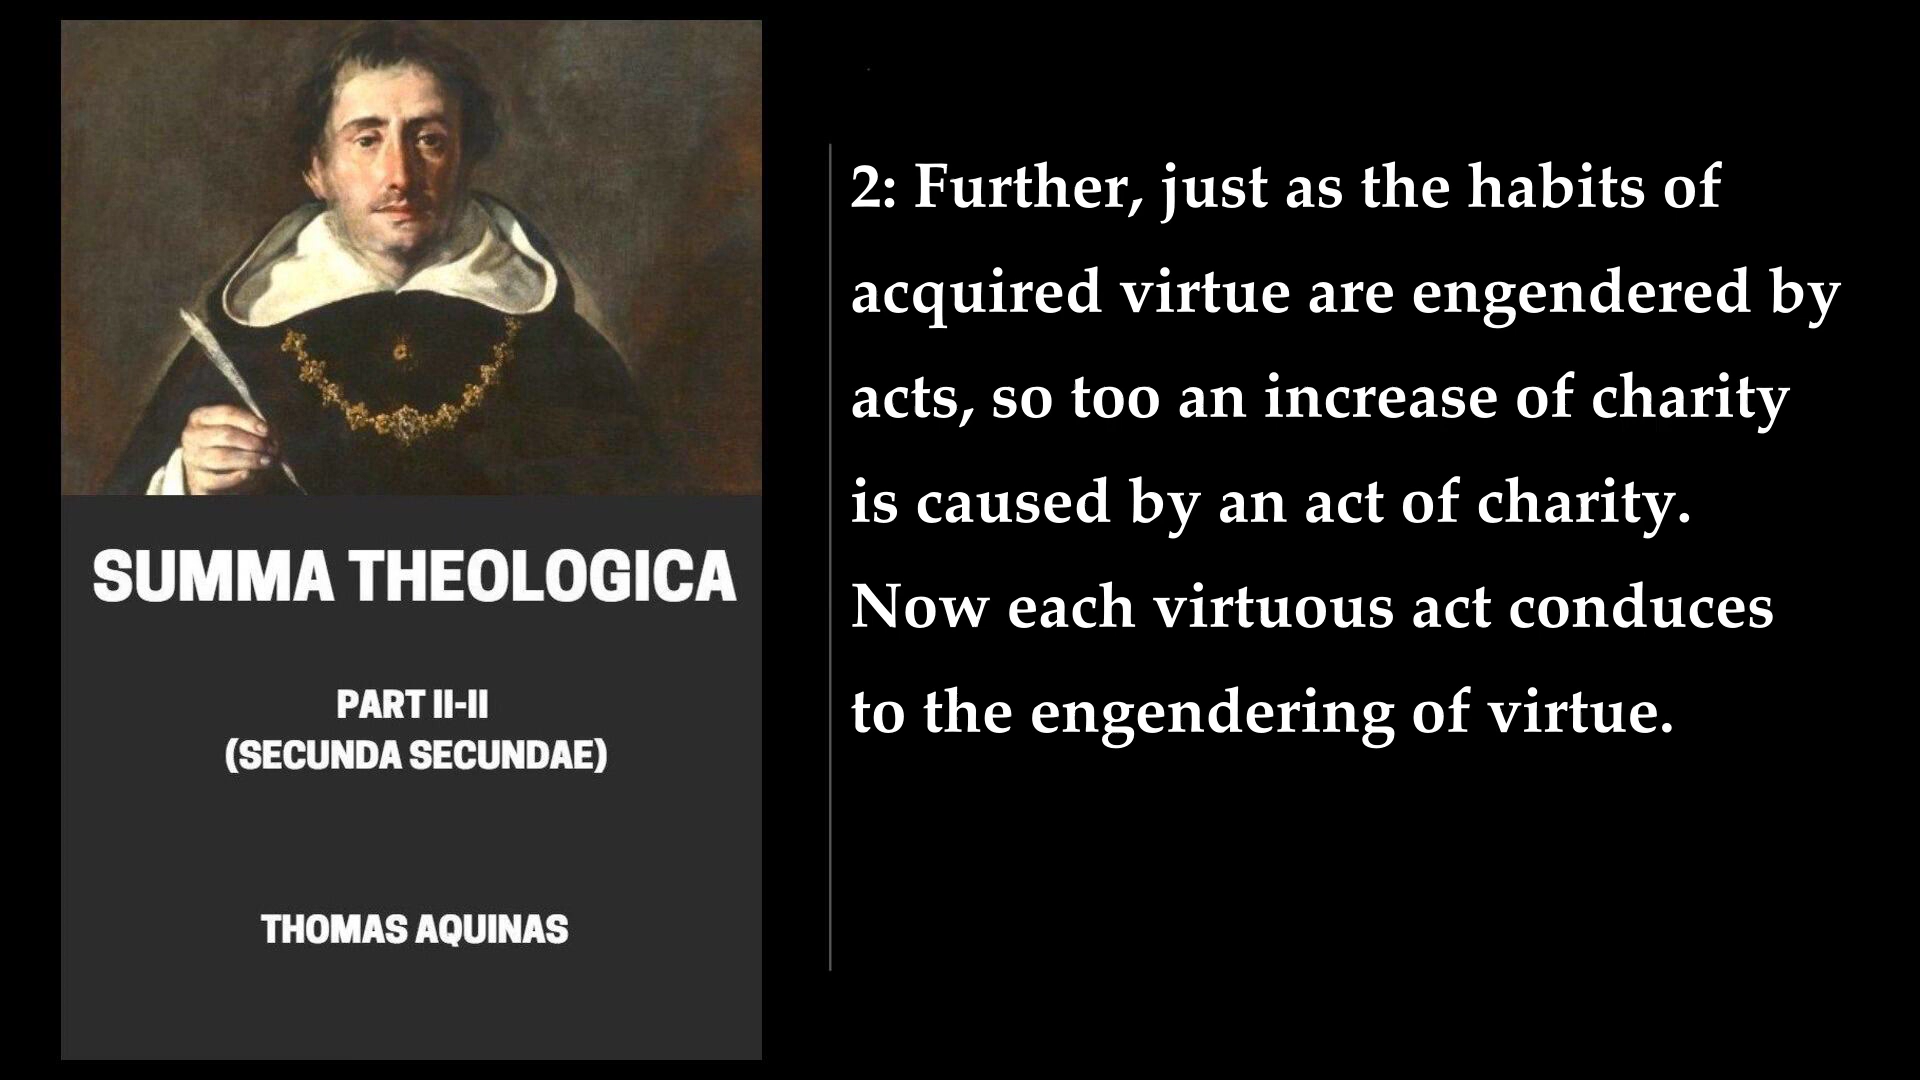 SUMMA THEOLOGICA
PART II-II
(SECUNDA SECUNDAE)
THOMAS AQUINAS
2: Further, just as the habits of
acquired virtue are engendered by
acts, so too an increase of charity
is caused by an act of charity.
Now each virtuous act conduces
to the engendering of virtue.